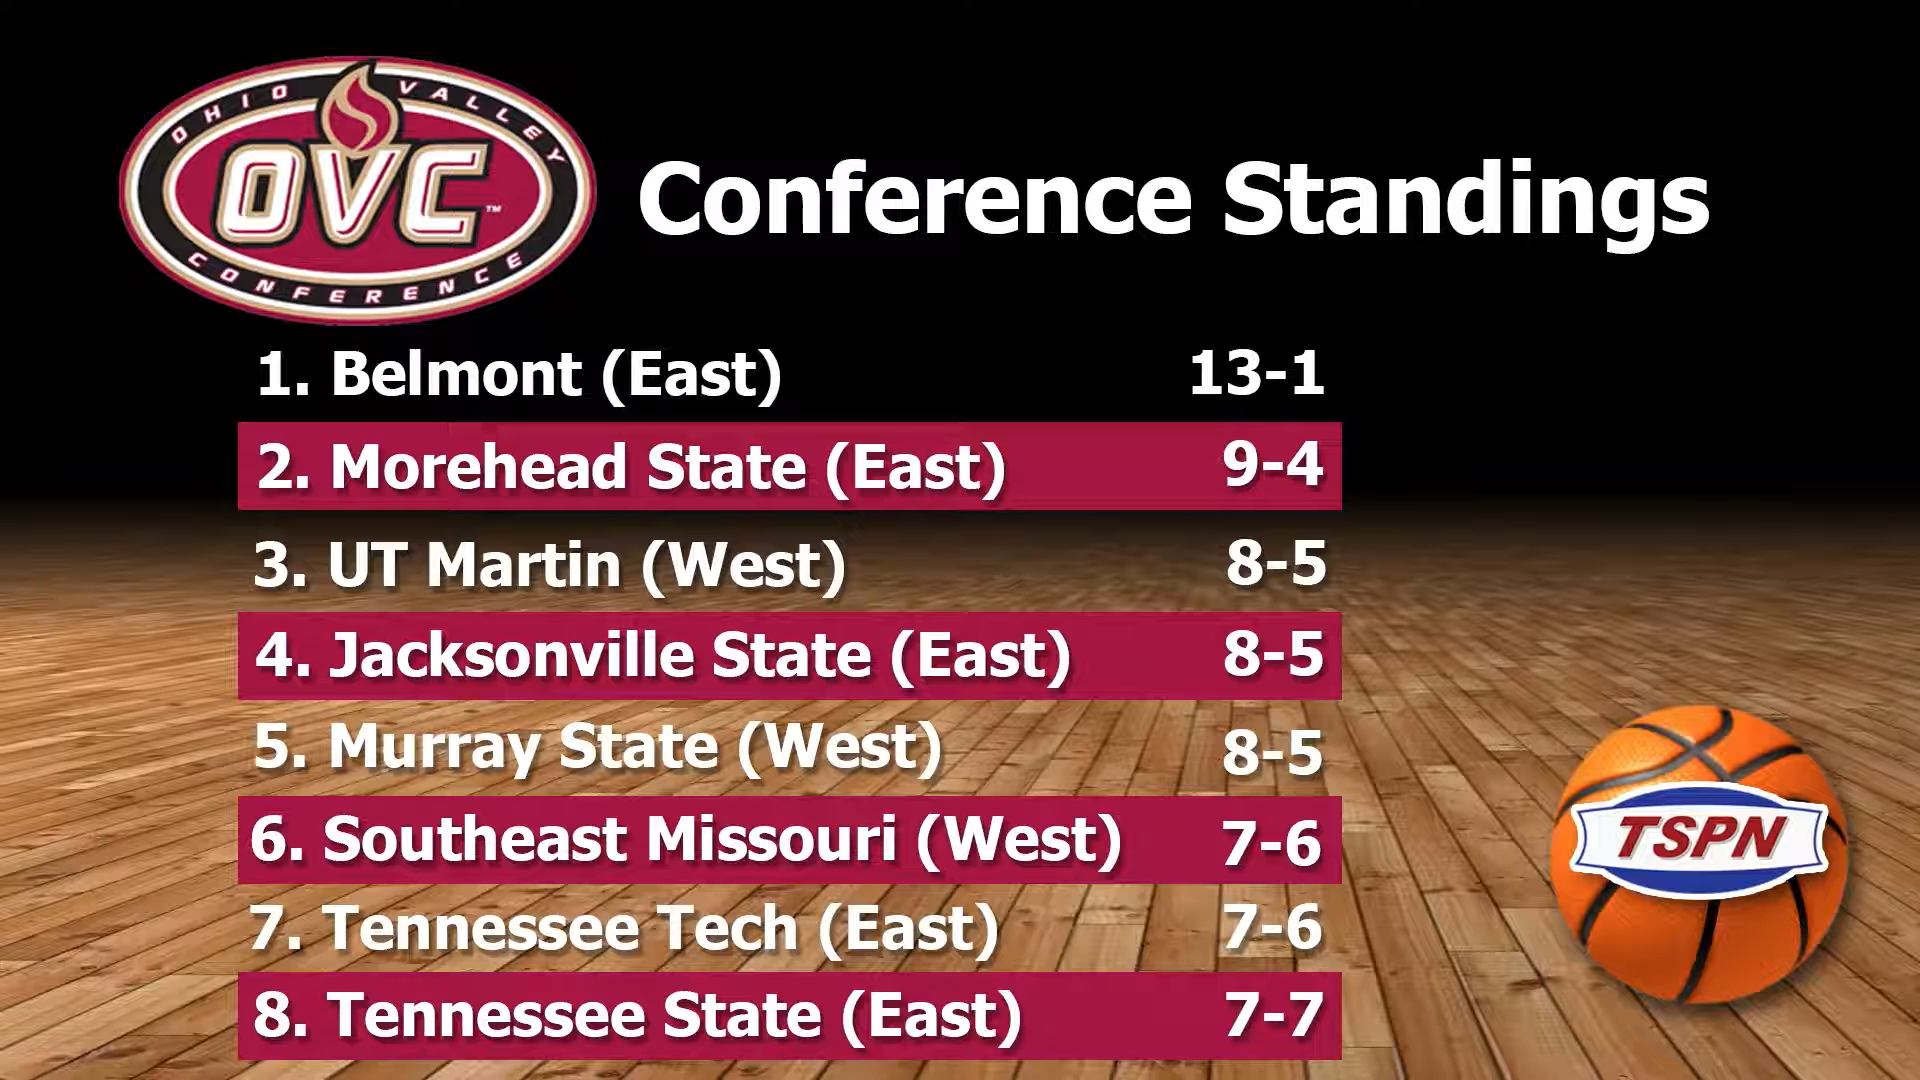 OHIO VALLEY
OVC™
CONFERENCE
Conference Standings
1. Belmont (East) 13-1
2. Morehead State (East) 9-4
3. UT Martin (West) 8-5
4. Jacksonville State (East) 8-5
5. Murray State (West) 8-5
6. Southeast Missouri (West) 7-6
7. Tennessee Tech (East) 7-6
8. Tennessee State (East) 7-7
TSPN